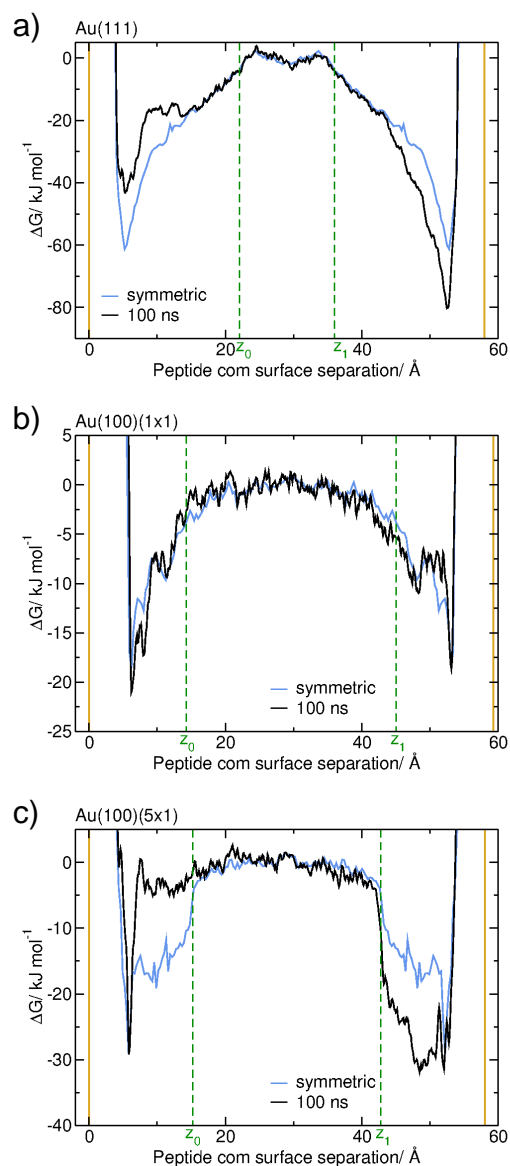 a)
Au(111)
0
-20
-40
-60
-80
ΔG/ kJ mol⁻¹
symmetric
100 ns
0 20 40 60
z₀ z₁
Peptide com surface separation/ Å
b)
Au(100)(1x1)
5
0
-5
-10
-15
-20
-25
ΔG/ kJ mol⁻¹
symmetric
100 ns
0 20 40 60
z₀ z₁
Peptide com surface separation/ Å
c)
Au(100)(5x1)
0
-10
-20
-30
-40
ΔG/ kJ mol⁻¹
symmetric
100 ns
0 20 40 60
z₀ z₁
Peptide com surface separation/ Å